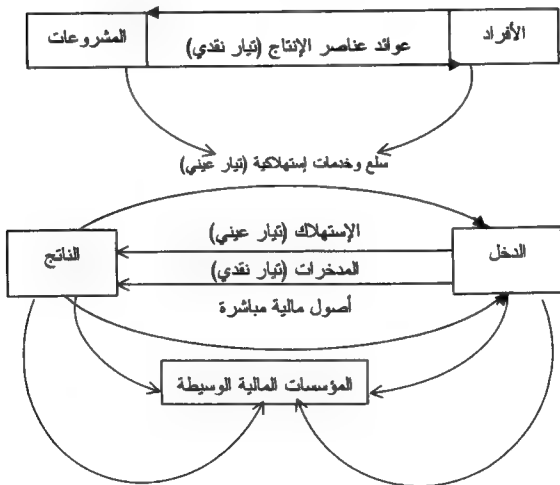 الأفراد
المشروعات
عوائد عناصر الإنتاج (تيار نقدي)
سلع وخدمات إستهلاكية (تيار عيني)
الإستهلاك (تيار عيني)
الدخل
الناتج
المدخرات (تيار نقدي)
أصول مالية مباشرة
المؤسسات المالية الوسيطة